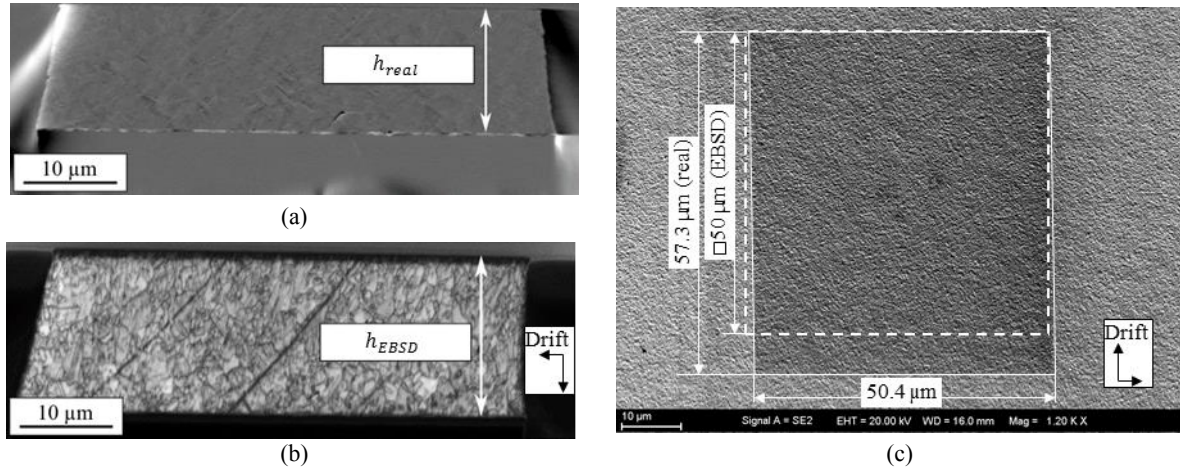 h_real
10 µm
(a)
h_EBSD
Drift
10 µm
(b)
57.3 µm (real)
□50 µm (EBSD)
Drift
50.4 µm
10 µm
Signal A = SE2 EHT = 20.00 kV WD = 16.0 mm Mag = 1.20 K X
(c)